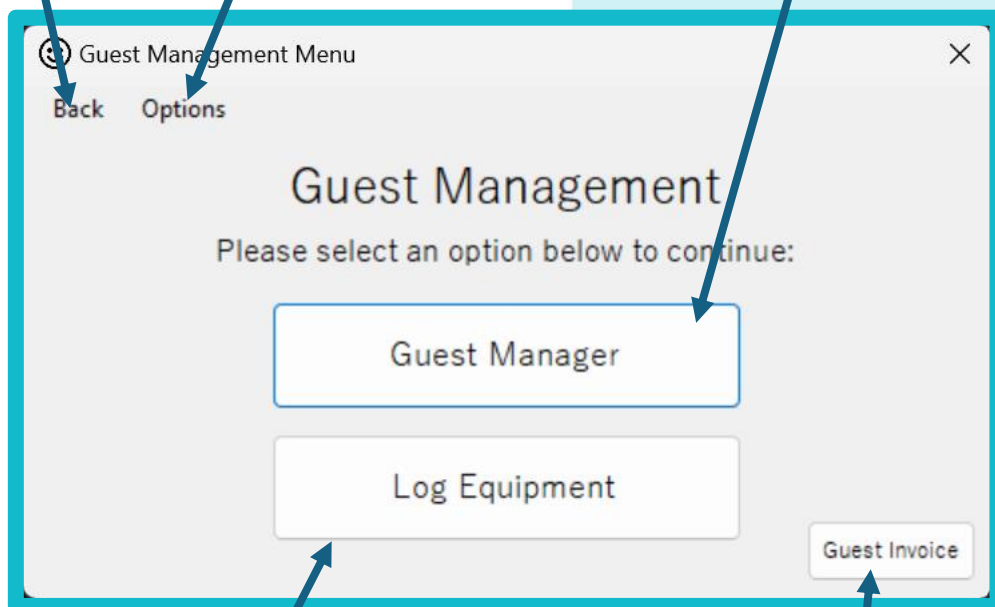 Guest Management Menu
Back Options
Guest Management
Please select an option below to continue:
Guest Manager
Log Equipment
Guest Invoice